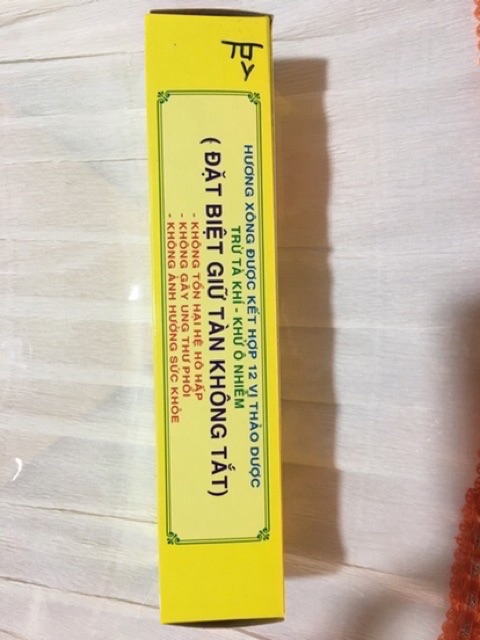 HƯƠNG XÔNG ĐƯỢC KẾT HỢP 12 VỊ THẢO DƯỢC
TRỪ TÀ KHÍ - KHỬ Ô NHIỄM
( ĐẶT BIỆT GIỮ TÀN KHÔNG TẮT)
- KHÔNG TỔN HẠI HỆ HÔ HẤP
- KHÔNG GÂY UNG THƯ PHỔI
- KHÔNG ẢNH HƯỞNG SỨC KHỎE